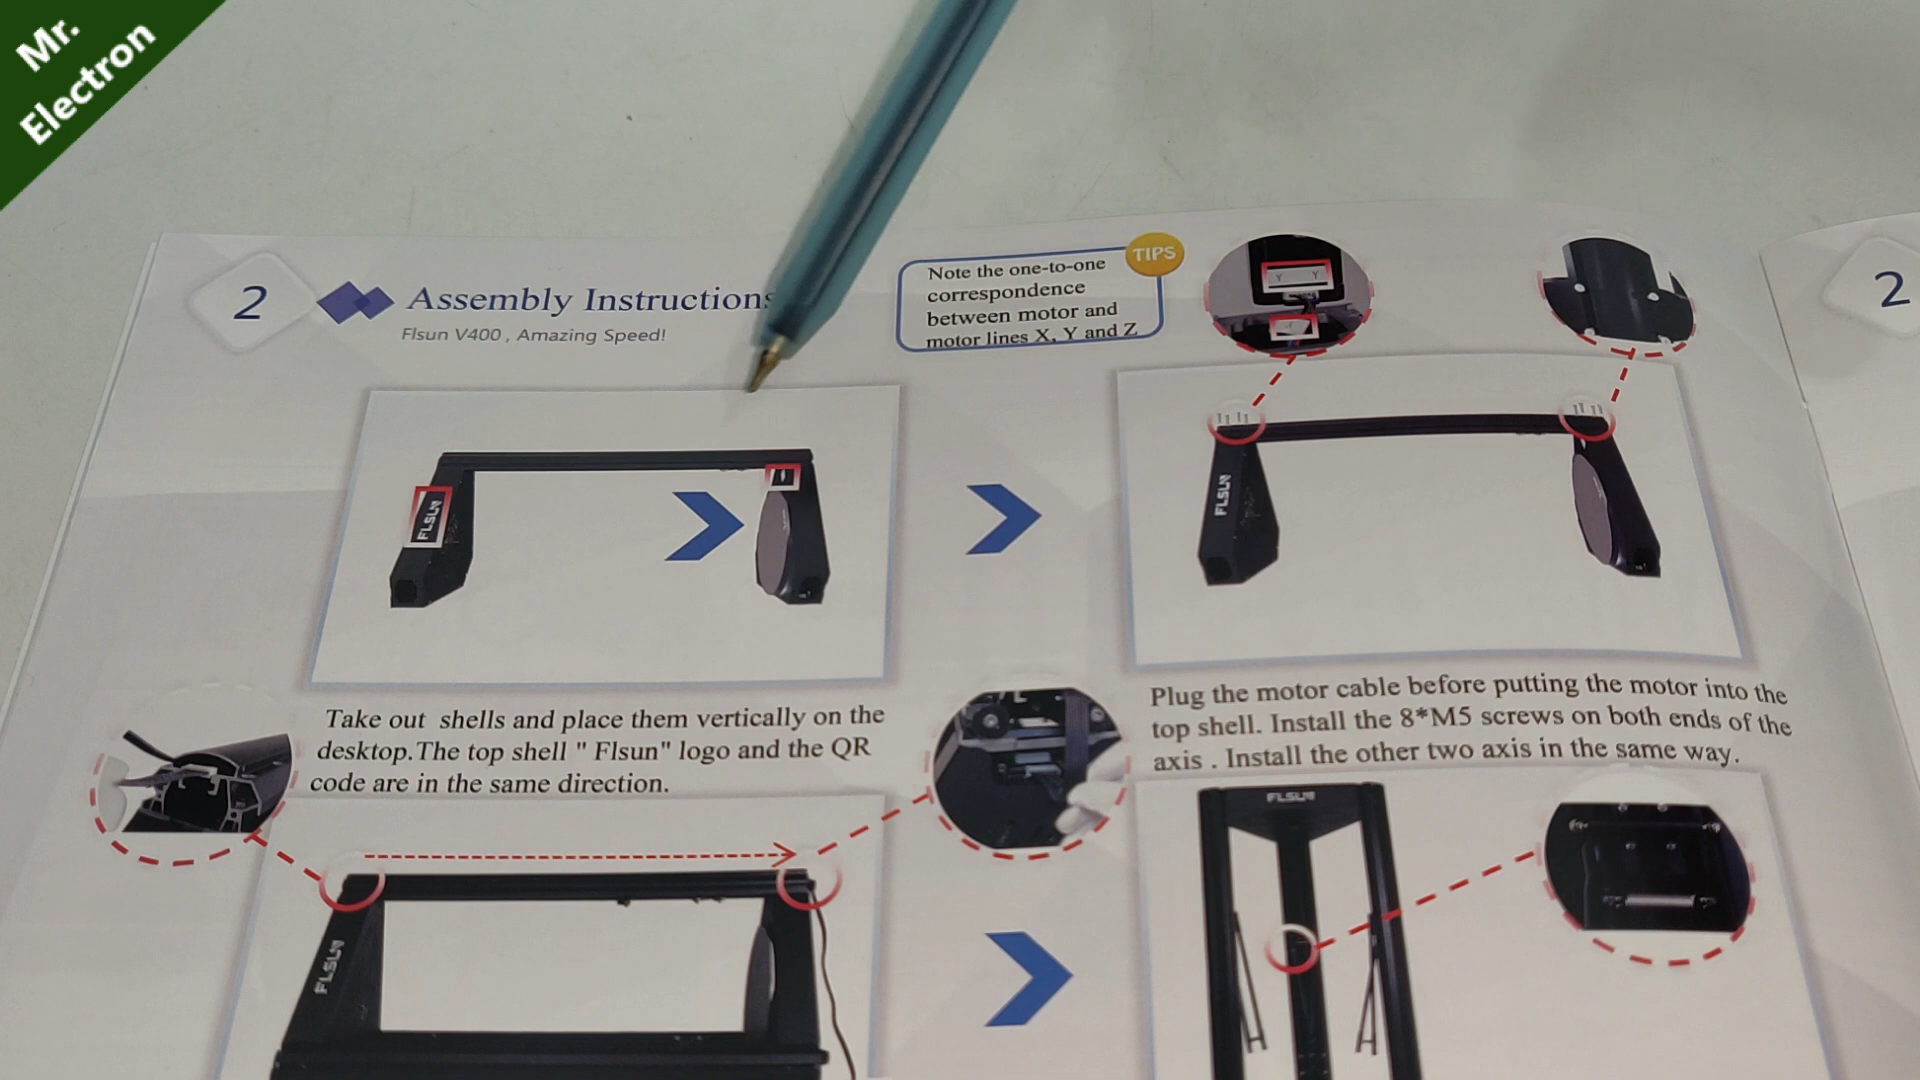 Mr.
Electron
2
Assembly Instructions
Flsun V400 , Amazing Speed!
TIPS
Note the one-to-one
correspondence
between motor and
motor lines X, Y and Z
Y Y
2
FLSUN
FLSUN
Take out shells and place them vertically on the
desktop.The top shell " Flsun" logo and the QR
code are in the same direction.
Plug the motor cable before putting the motor into the
top shell. Install the 8*M5 screws on both ends of the
axis . Install the other two axis in the same way.
FLSUN
FLSUN